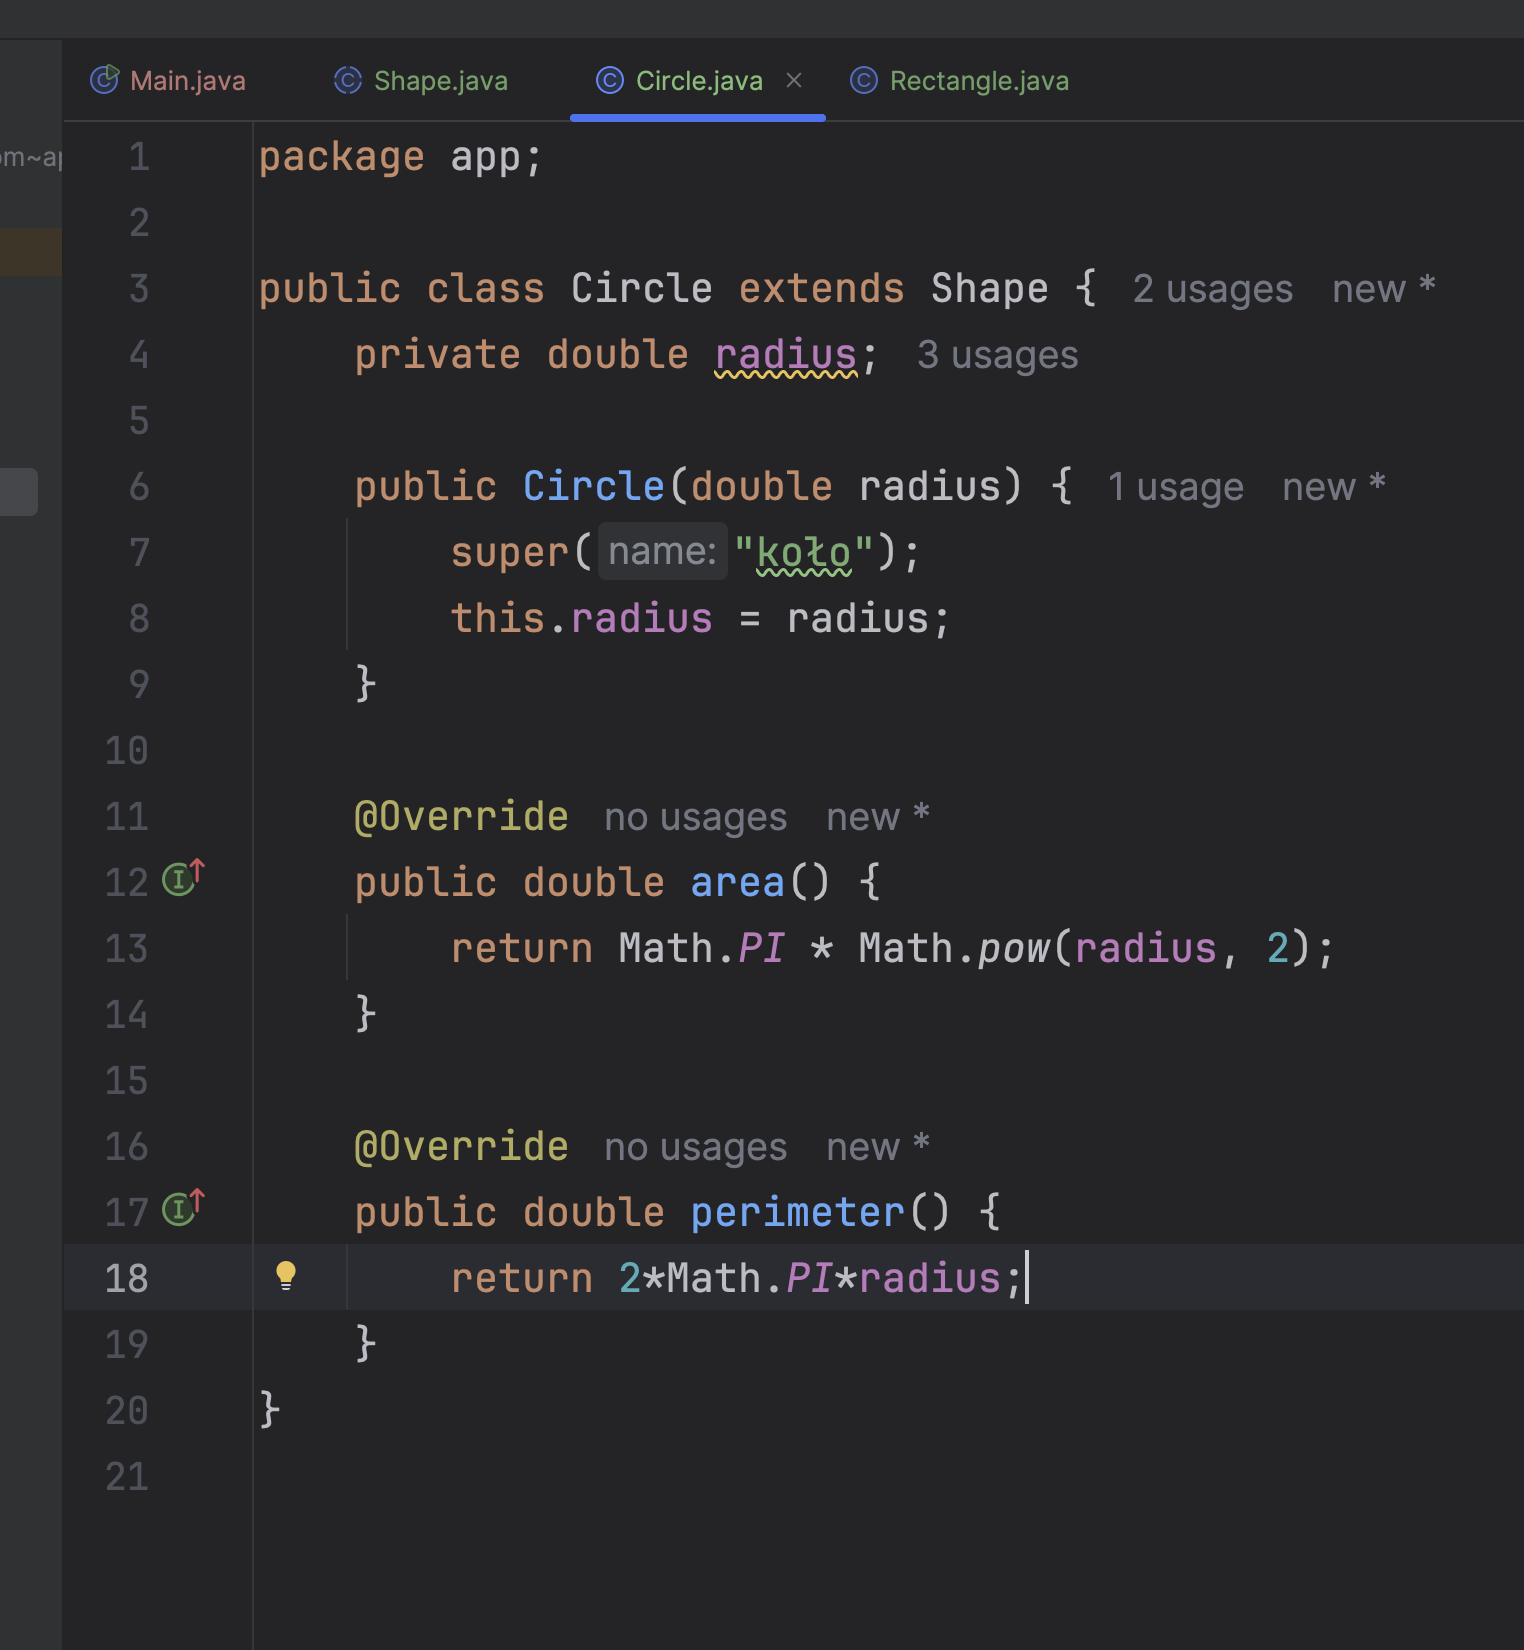 Main.java Shape.java Circle.java Rectangle.java
1 package app;
2
3 public class Circle extends Shape { 2 usages new *
4 private double radius; 3 usages
5
6 public Circle(double radius) { 1 usage new *
7 super( name: "koło");
8 this.radius = radius;
9 }
10
11 @Override no usages new *
12 public double area() {
13 return Math.PI * Math.pow(radius, 2);
14 }
15
16 @Override no usages new *
17 public double perimeter() {
18 return 2*Math.PI*radius;
19 }
20 }
21